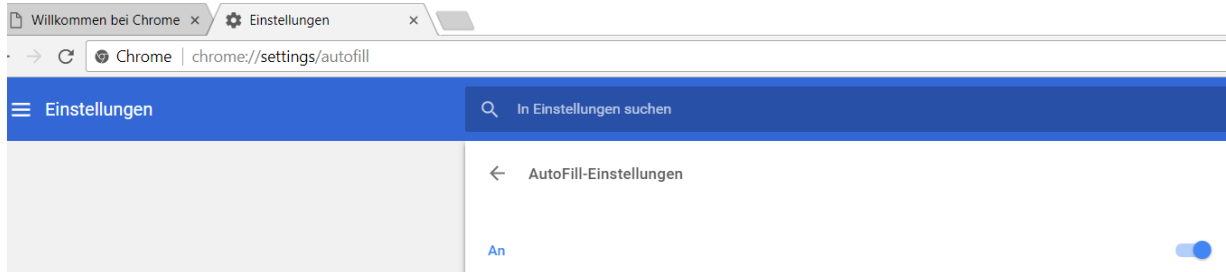 Willkommen bei Chrome Einstellungen
Chrome chrome://settings/autofill
Einstellungen In Einstellungen suchen
AutoFill-Einstellungen
An